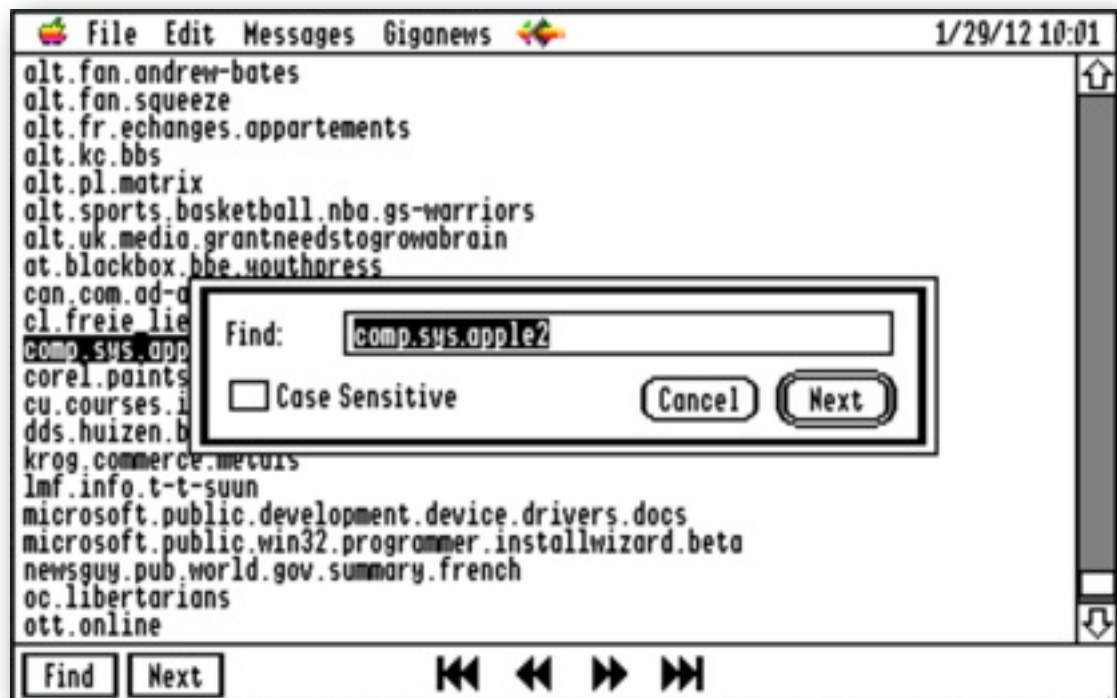 File Edit Messages Giganews 1/29/12 10:01
alt.fan.andrew-bates
alt.fan.squeeze
alt.fr.echanges.appartements
alt.kc.bbs
alt.pl.matrix
alt.sports.basketball.nba.gs-warriors
alt.uk.media.grantneedstogrowabrain
at.blackbox.bbe.youthpress
can.com.ad-a
cl.freie_lie
comp.sys.app
corel.paints
cu.courses.i
dds.huizen.b
krog.commerce.metals
lmf.info.t-t-suun
microsoft.public.development.device.drivers.docs
microsoft.public.win32.programmer.installwizard.beta
newsguy.pub.world.gov.summary.french
oc.libertarians
ott.online
Find: comp.sys.apple2
Case Sensitive Cancel Next
Find Next